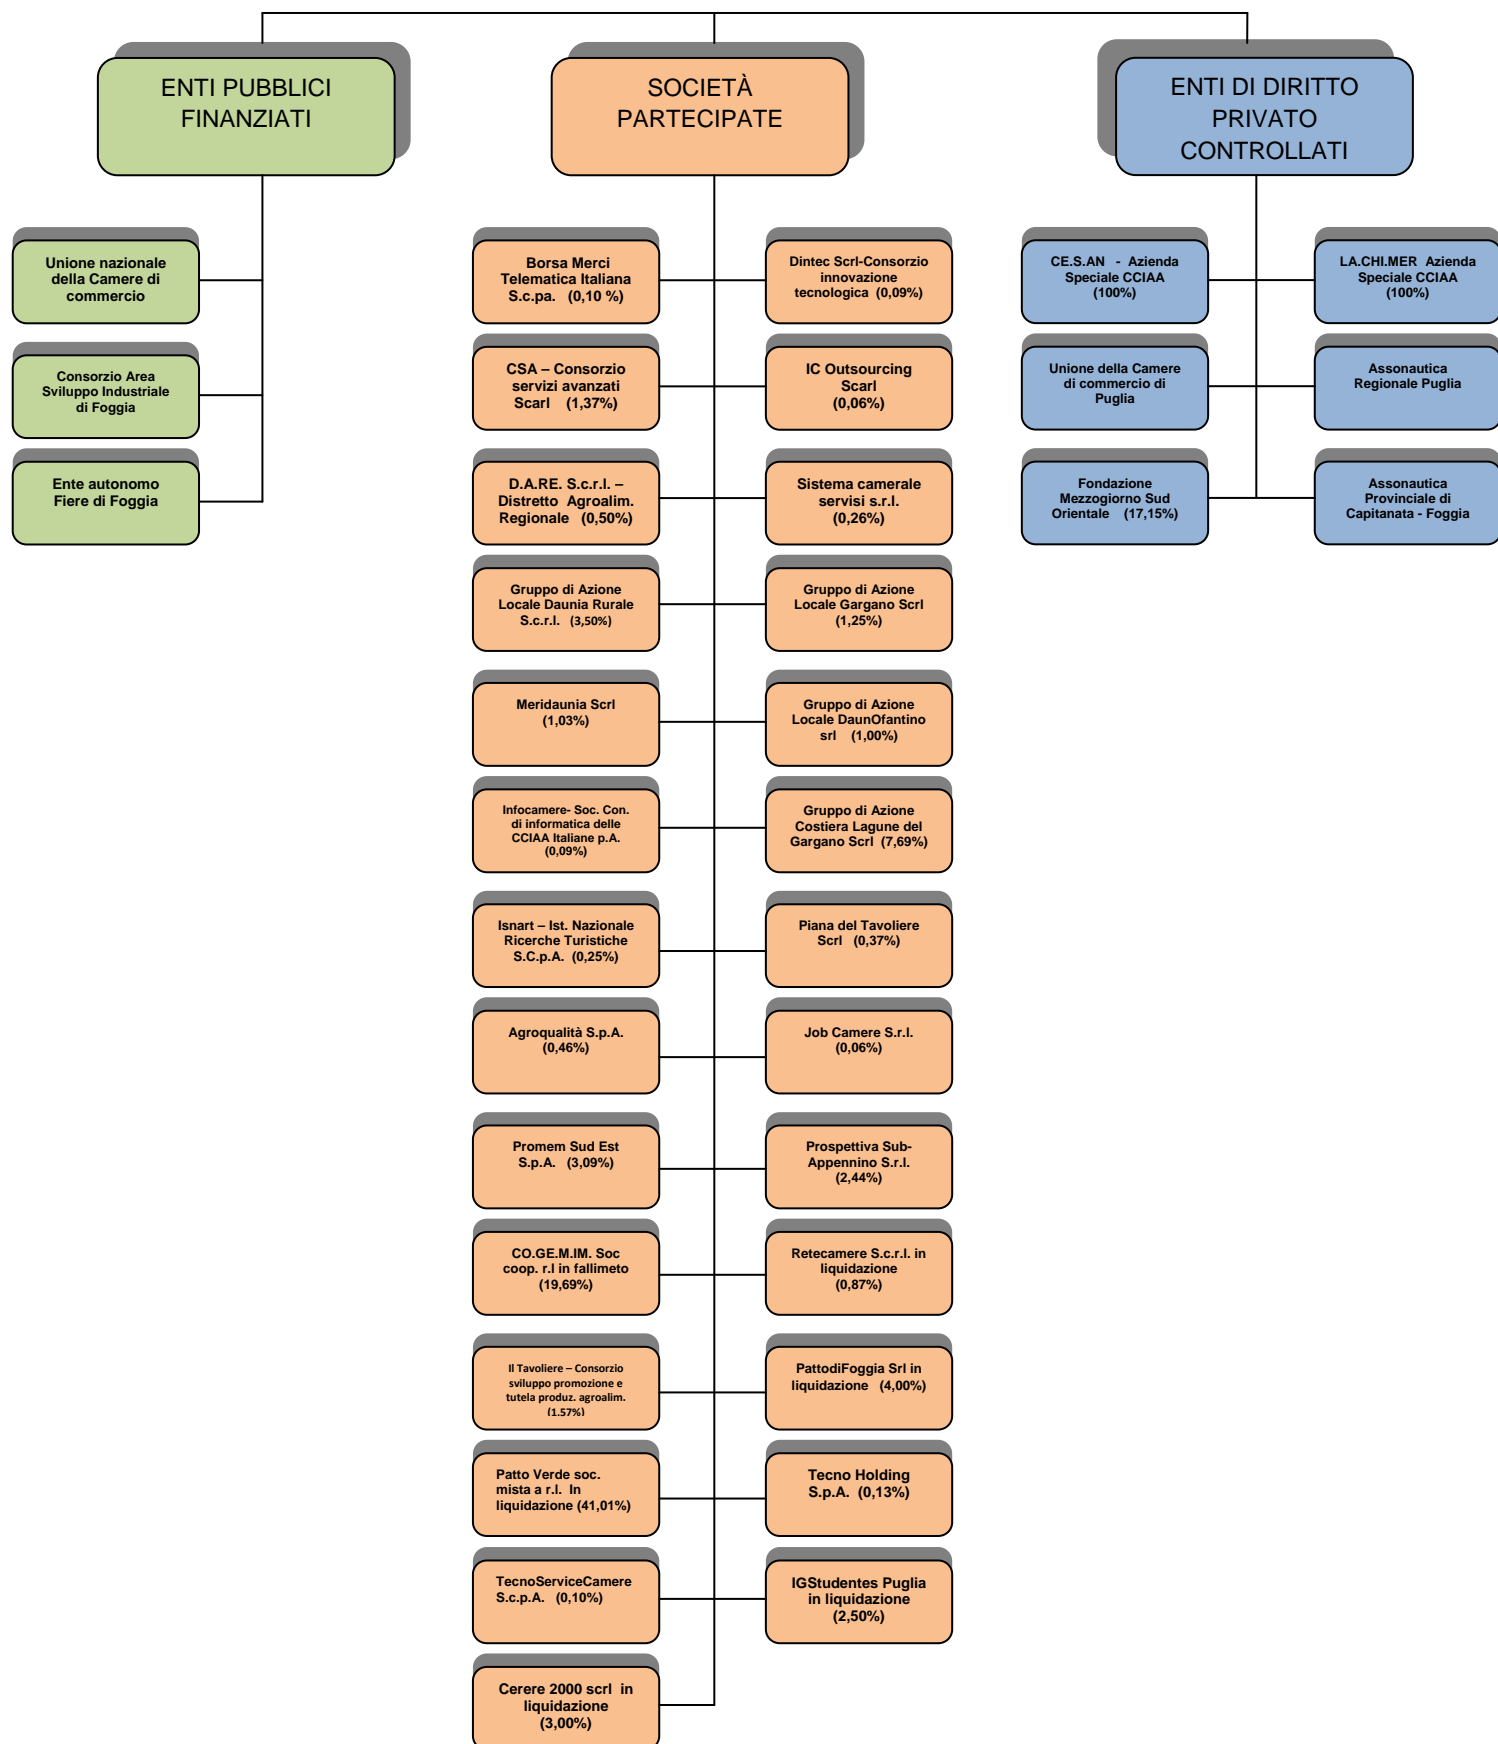 ENTI PUBBLICI
FINANZIATI
SOCIETÀ
PARTECIPATE
ENTI DI DIRITTO
PRIVATO
CONTROLLATI
Unione nazionale
della Camere di
commercio
Consorzio Area
Sviluppo Industriale
di Foggia
Ente autonomo
Fiere di Foggia
Borsa Merci
Telematica Italiana
S.c.pa. (0,10 %)
Dintec Scrl-Consorzio
innovazione
tecnologica (0,09%)
CSA – Consorzio
servizi avanzati
Scarl (1,37%)
IC Outsourcing
Scarl
(0,06%)
D.A.RE. S.c.r.l. –
Distretto Agroalim.
Regionale (0,50%)
Sistema camerale
servisi s.r.l.
(0,26%)
Gruppo di Azione
Locale Daunia Rurale
S.c.r.l. (3,50%)
Gruppo di Azione
Locale Gargano Scrl
(1,25%)
Meridaunia Scrl
(1,03%)
Gruppo di Azione
Locale DaunOfantino
srl (1,00%)
Infocamere- Soc. Con.
di informatica delle
CCIAA Italiane p.A.
(0,09%)
Gruppo di Azione
Costiera Lagune del
Gargano Scrl (7,69%)
Isnart – Ist. Nazionale
Ricerche Turistiche
S.C.p.A. (0,25%)
Piana del Tavoliere
Scrl (0,37%)
Agroqualità S.p.A.
(0,46%)
Job Camere S.r.l.
(0,06%)
Promem Sud Est
S.p.A. (3,09%)
Prospettiva Sub-
Appennino S.r.l.
(2,44%)
CO.GE.M.IM. Soc
coop. r.l in fallimeto
(19,69%)
Retecamere S.c.r.l. in
liquidazione
(0,87%)
Il Tavoliere – Consorzio
sviluppo promozione e
tutela produz. agroalim.
(1.57%)
PattodiFoggia Srl in
liquidazione (4,00%)
Patto Verde soc.
mista a r.l. In
liquidazione (41,01%)
Tecno Holding
S.p.A. (0,13%)
TecnoServiceCamere
S.c.p.A. (0,10%)
IGStudentes Puglia
in liquidazione
(2,50%)
Cerere 2000 scrl in
liquidazione
(3,00%)
CE.S.AN - Azienda
Speciale CCIAA
(100%)
LA.CHI.MER Azienda
Speciale CCIAA
(100%)
Unione della Camere
di commercio di
Puglia
Assonautica
Regionale Puglia
Fondazione
Mezzogiorno Sud
Orientale (17,15%)
Assonautica
Provinciale di
Capitanata - Foggia